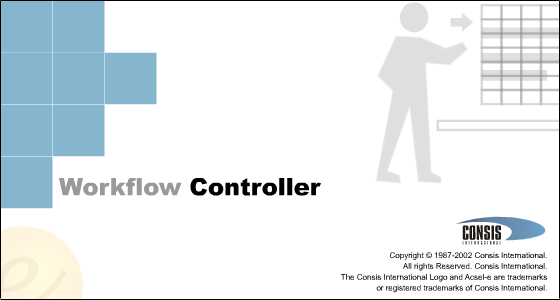 Workflow Controller
CONSIS
INTERNATIONAL
Copyright © 1987-2002 Consis International.
All rights Reserved. Consis International.
The Consis International Logo and Acsel-e are trademarks
or registered trademarks of Consis International.
e